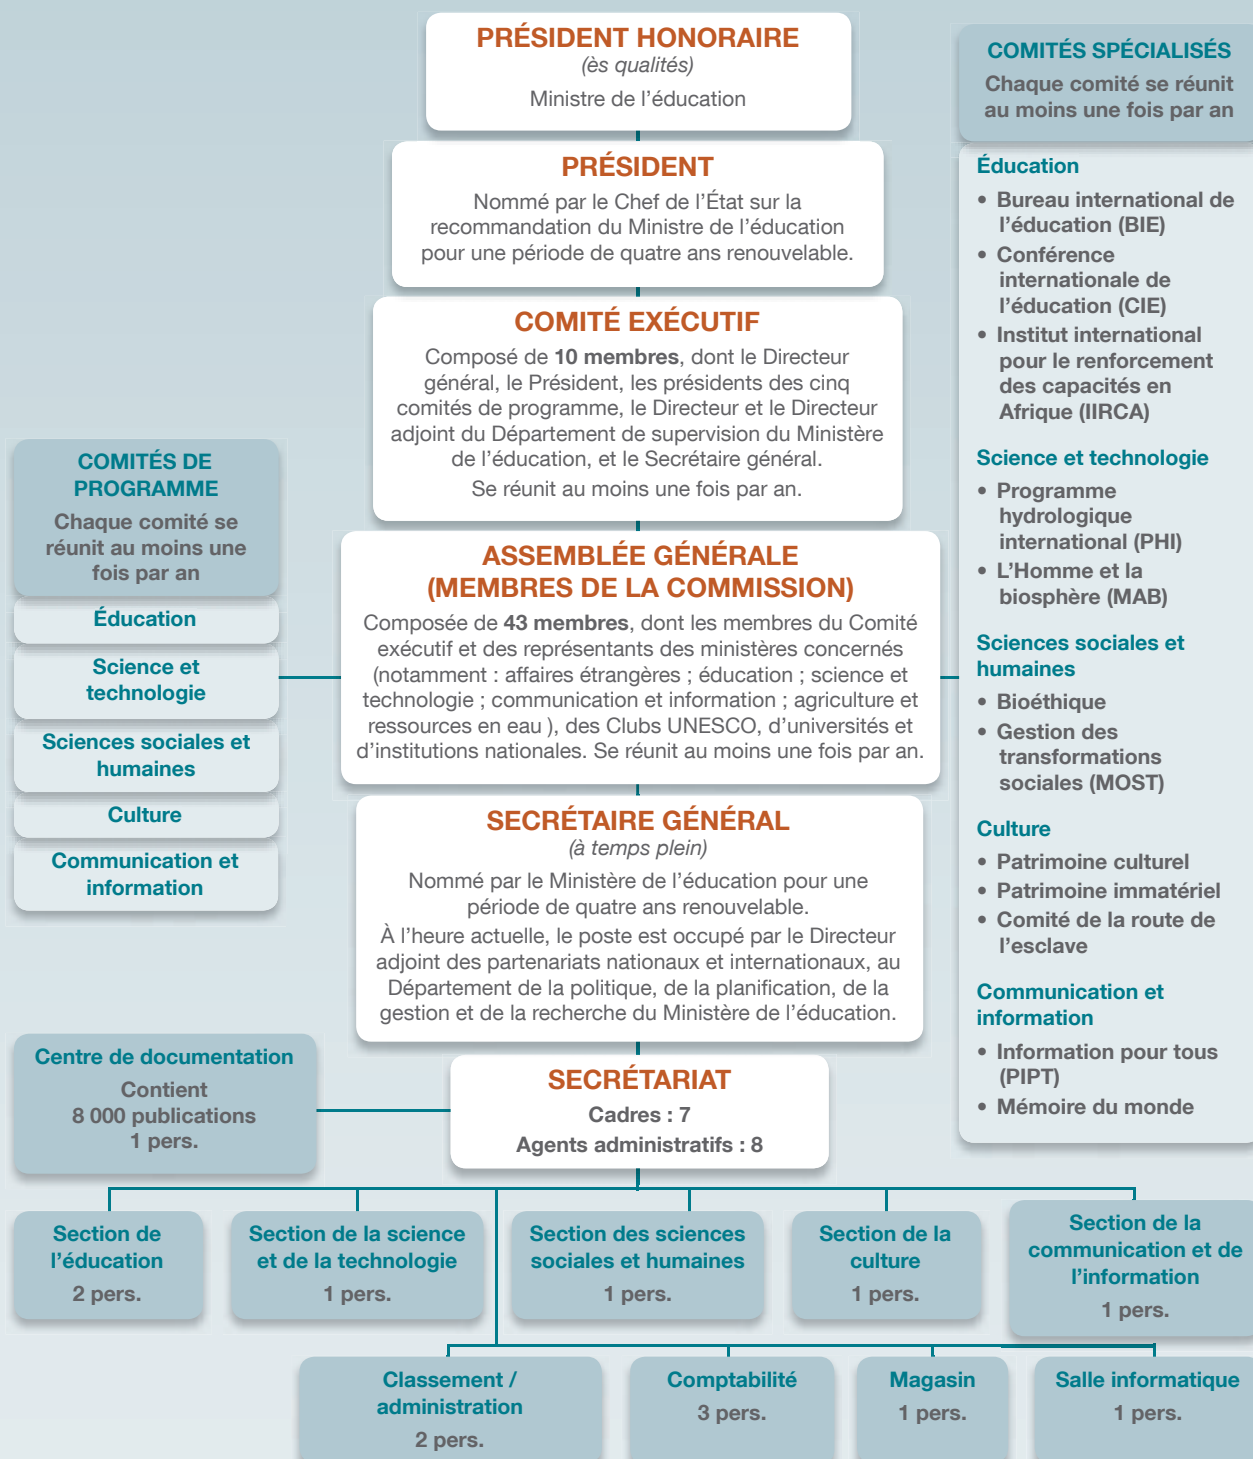 PRÉSIDENT HONORAIRE
(ès qualités)
Ministre de l'éducation
PRÉSIDENT
Nommé par le Chef de l'État sur la
recommandation du Ministre de l'éducation
pour une période de quatre ans renouvelable.
COMITÉ EXÉCUTIF
Composé de 10 membres, dont le Directeur
général, le Président, les présidents des cinq
comités de programme, le Directeur et le Directeur
adjoint du Département de supervision du Ministère
de l'éducation, et le Secrétaire général.
Se réunit au moins une fois par an.
COMITÉS DE
PROGRAMME
Chaque comité se
réunit au moins une
fois par an
Éducation
Science et
technologie
Sciences sociales et
humaines
Culture
Communication et
information
ASSEMBLÉE GÉNÉRALE
(MEMBRES DE LA COMMISSION)
Composée de 43 membres, dont les membres du Comité
exécutif et des représentants des ministères concernés
(notamment : affaires étrangères ; éducation ; science et
technologie ; communication et information ; agriculture et
ressources en eau ), des Clubs UNESCO, d'universités et
d'institutions nationales. Se réunit au moins une fois par an.
COMITÉS SPÉCIALISÉS
Chaque comité se réunit
au moins une fois par an
Éducation
• Bureau international de
l'éducation (BIE)
• Conférence
internationale de
l'éducation (CIE)
• Institut international
pour le renforcement
des capacités en
Afrique (IIRCA)
Science et technologie
• Programme
hydrologique
international (PHI)
• L'Homme et la
biosphère (MAB)
Sciences sociales et
humaines
• Bioéthique
• Gestion des
transformations
sociales (MOST)
Culture
• Patrimoine culturel
• Patrimoine immatériel
• Comité de la route de
l'esclave
Communication et
information
• Information pour tous
(PIPT)
• Mémoire du monde
SECRÉTAIRE GÉNÉRAL
(à temps plein)
Nommé par le Ministère de l'éducation pour une
période de quatre ans renouvelable.
À l'heure actuelle, le poste est occupé par le Directeur
adjoint des partenariats nationaux et internationaux, au
Département de la politique, de la planification, de la
gestion et de la recherche du Ministère de l'éducation.
Centre de documentation
Contient
8 000 publications
1 pers.
SECRÉTARIAT
Cadres : 7
Agents administratifs : 8
Section de
l'éducation
2 pers.
Section de la science
et de la technologie
1 pers.
Section des sciences
sociales et humaines
1 pers.
Section de la
culture
1 pers.
Section de la
communication et de
l'information
1 pers.
Classement /
administration
2 pers.
Comptabilité
3 pers.
Magasin
1 pers.
Salle informatique
1 pers.